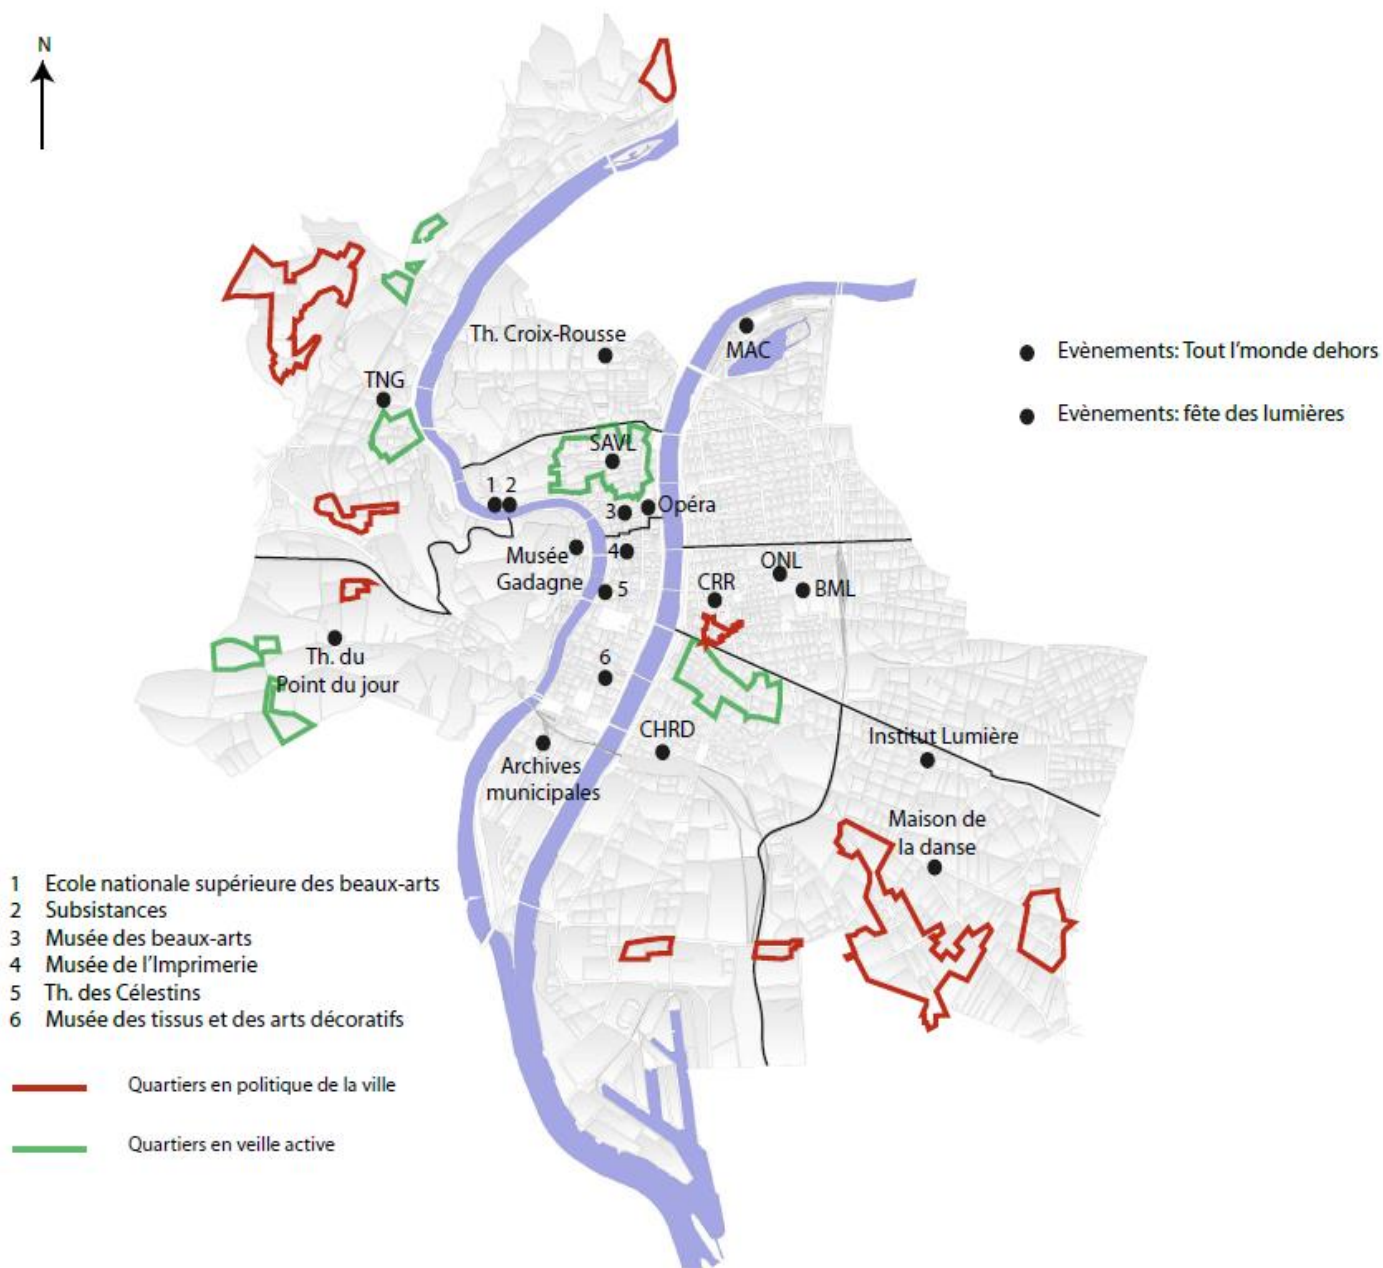 N
Th. Croix-Rousse
MAC
Evènements: Tout l'monde dehors
TNG
Evènements: fête des lumières
SAVL
1 2
3
Opéra
Musée
Gadagne
4
ONL
CRR
BML
5
Th. du
Point du jour
6
CHRD
Institut Lumière
Archives
municipales
Maison de
la danse
1 Ecole nationale supérieure des beaux-arts
2 Subsistances
3 Musée des beaux-arts
4 Musée de l'Imprimerie
5 Th. des Célestins
6 Musée des tissus et des arts décoratifs
Quartiers en politique de la ville
Quartiers en veille active